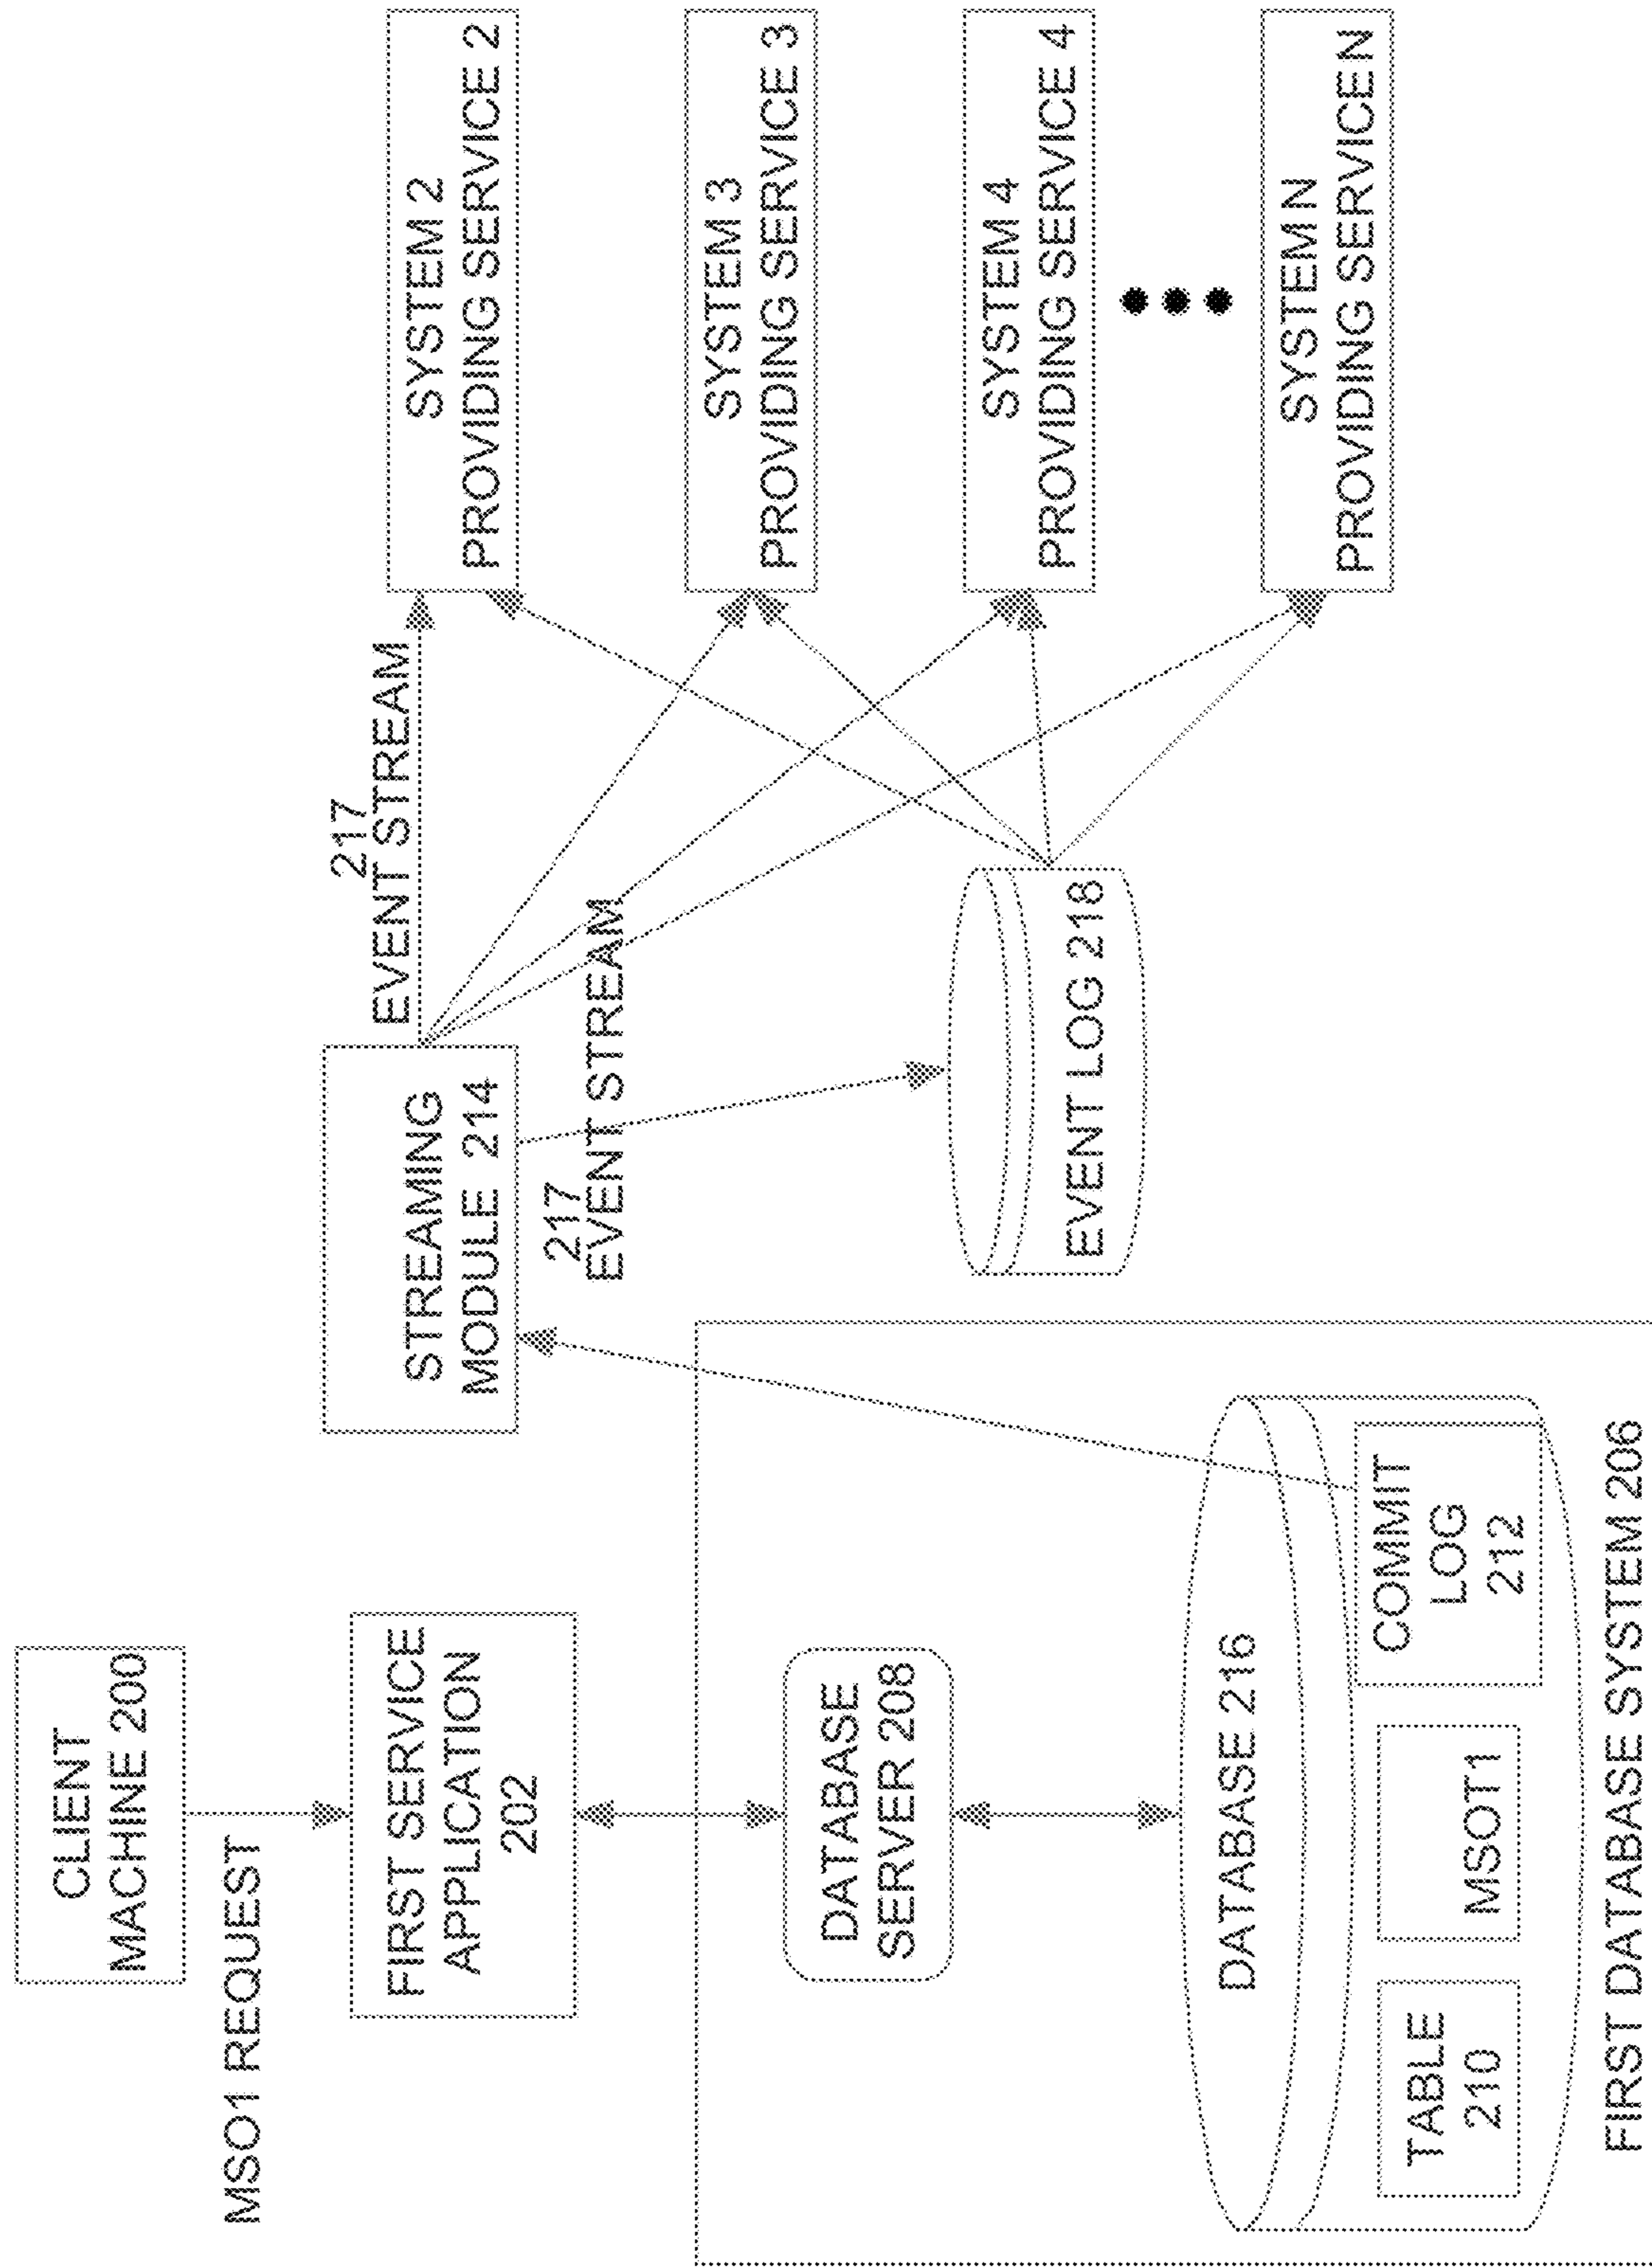 CLIENT
MACHINE 200
MSO1 REQUEST
FIRST SERVICE
APPLICATION
202
DATABASE
SERVER 208
DATABASE 216
TABLE
210
MSOT1
COMMIT
LOG
212
FIRST DATABASE SYSTEM 206
STREAMING
MODULE 214
217
EVENT STREAM
217
EVENT STREAM
EVENT LOG 218
SYSTEM 2
PROVIDING SERVICE 2
SYSTEM 3
PROVIDING SERVICE 3
SYSTEM 4
PROVIDING SERVICE 4
SYSTEM N
PROVIDING SERVICE N